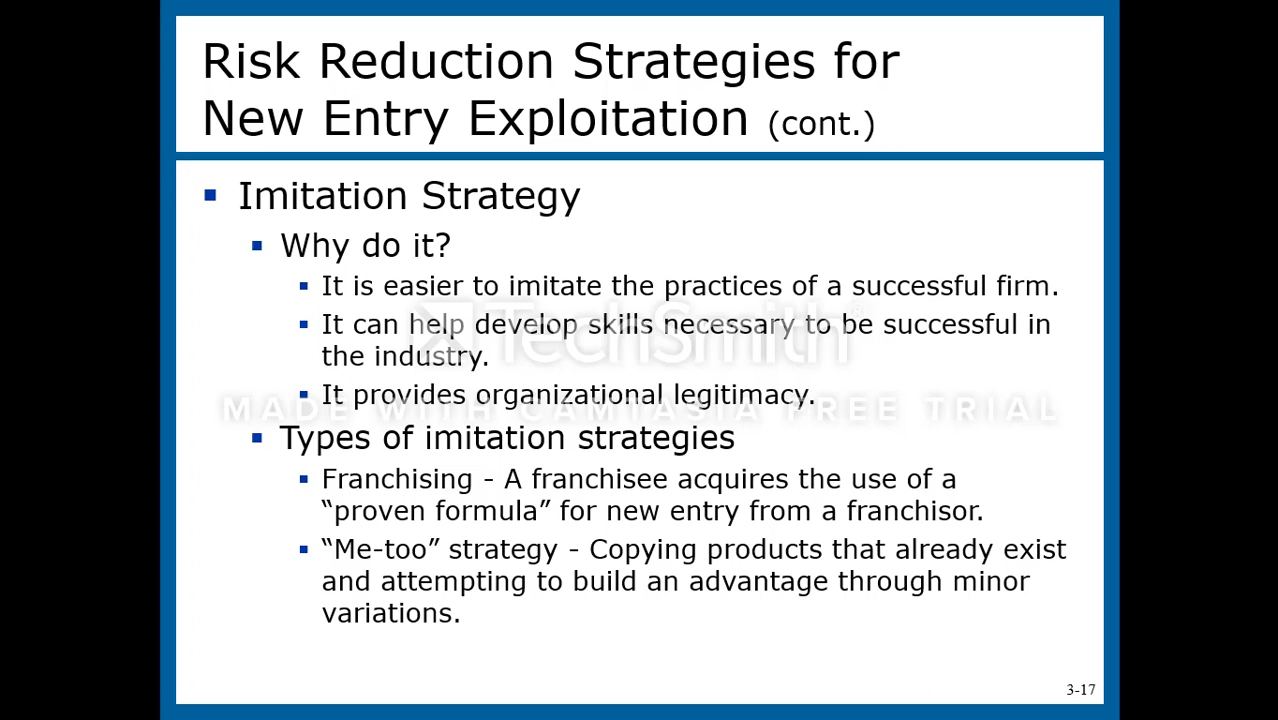 Risk Reduction Strategies for
New Entry Exploitation (cont.)
Imitation Strategy
Why do it?
It is easier to imitate the practices of a successful firm.
It can help develop skills necessary to be successful in
the industry.
It provides organizational legitimacy.
TechSmith®
MADE WITH CAMTASIA FREE TRIAL
Types of imitation strategies
Franchising - A franchisee acquires the use of a
“proven formula” for new entry from a franchisor.
“Me-too” strategy - Copying products that already exist
and attempting to build an advantage through minor
variations.
3-17